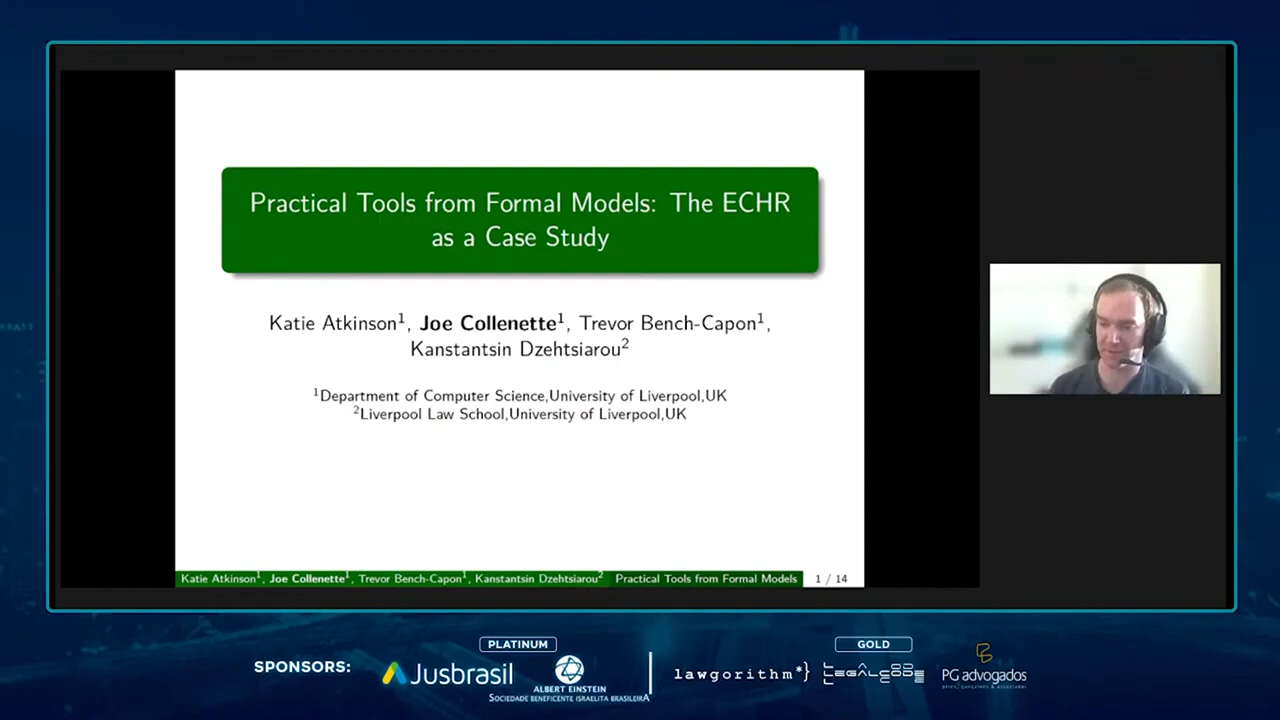 Practical Tools from Formal Models: The ECHR
as a Case Study
Katie Atkinson¹, Joe Collenette¹, Trevor Bench-Capon¹,
Kanstantsin Dzehtsiarou²
¹Department of Computer Science,University of Liverpool,UK
²Liverpool Law School,University of Liverpool,UK
Katie Atkinson¹, Joe Collenette¹, Trevor Bench-Capon¹, Kanstantsin Dzehtsiarou² Practical Tools from Formal Models 1 / 14
SPONSORS:
PLATINUM
Jusbrasil
ALBERT EINSTEIN
SOCIEDADE BENEFICENTE ISRAELITA BRASILEIRA
GOLD
lawgorithm*}
LEGALCODE
PG advogados